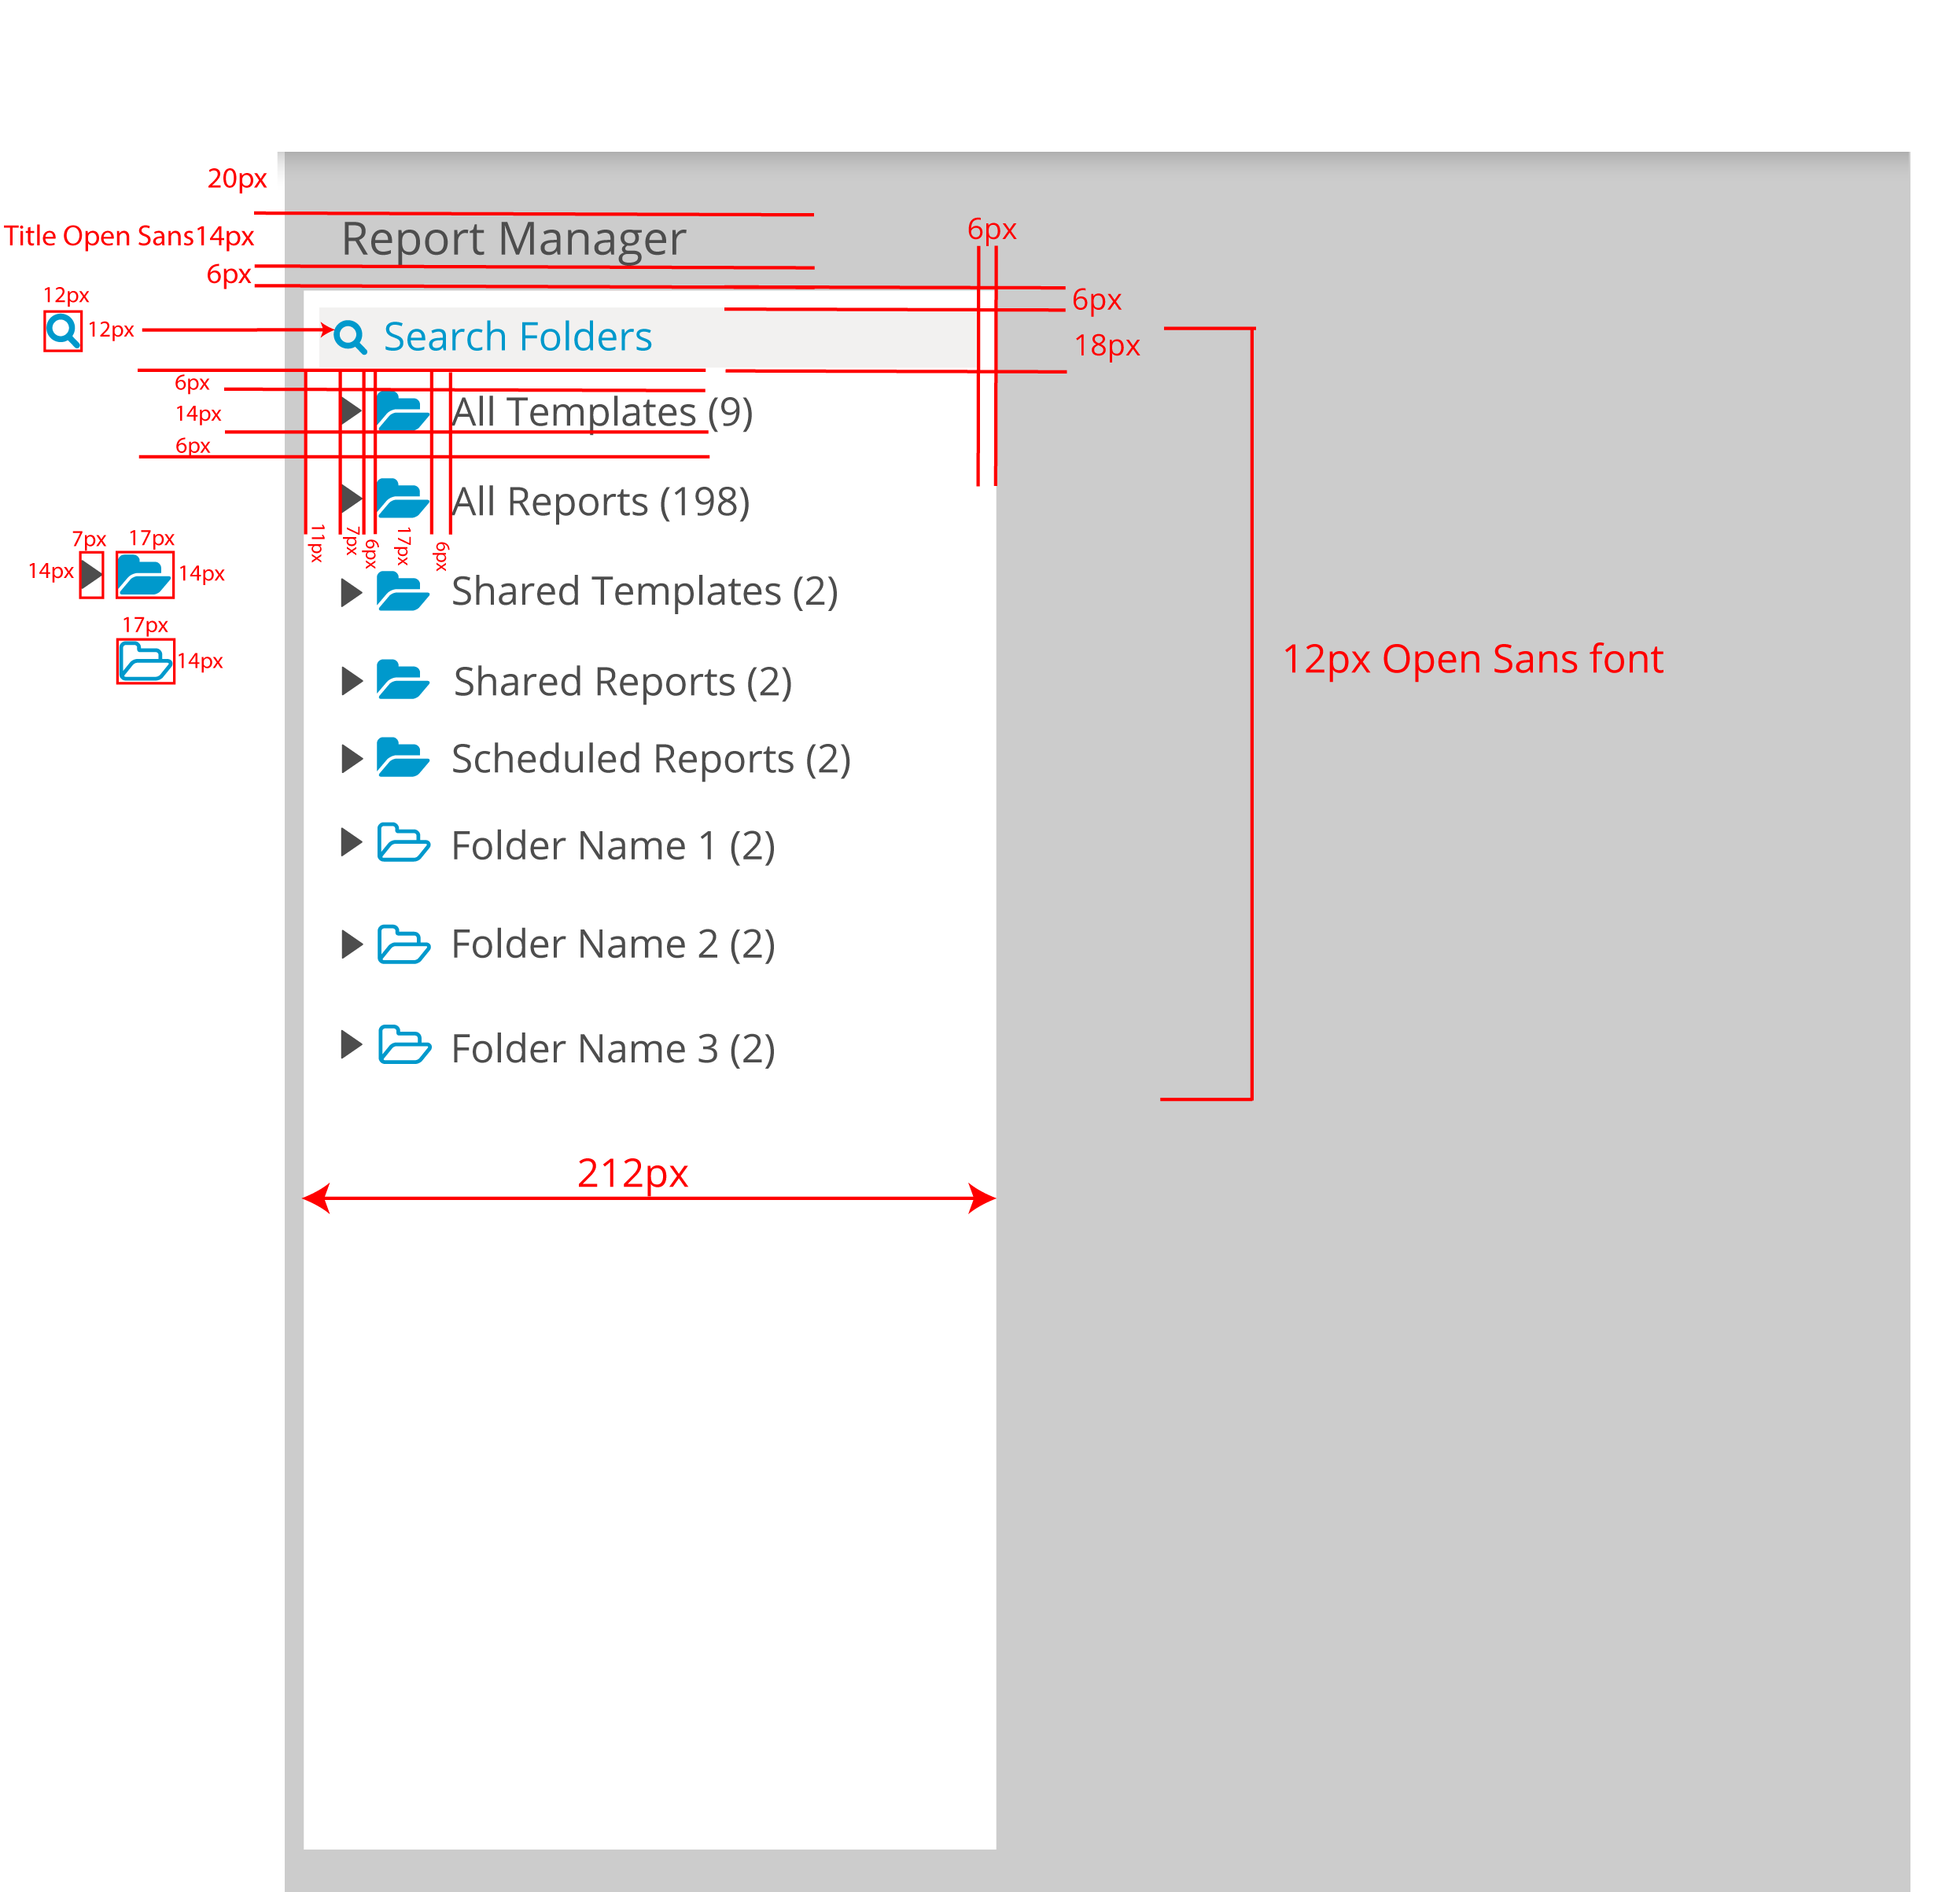 20px
Title Open Sans14px
Report Manager
6px
6px
6px
12px
12px
Search Folders
18px
6px
14px
All Templates (9)
6px
All Reports (198)
11px
7px
6px
17px
6px
7px
17px
14px
14px
Shared Templates (2)
17px
14px
Shared Reports (2)
12px Open Sans font
Scheduled Reports (2)
Folder Name 1 (2)
Folder Name 2 (2)
Folder Name 3 (2)
212px